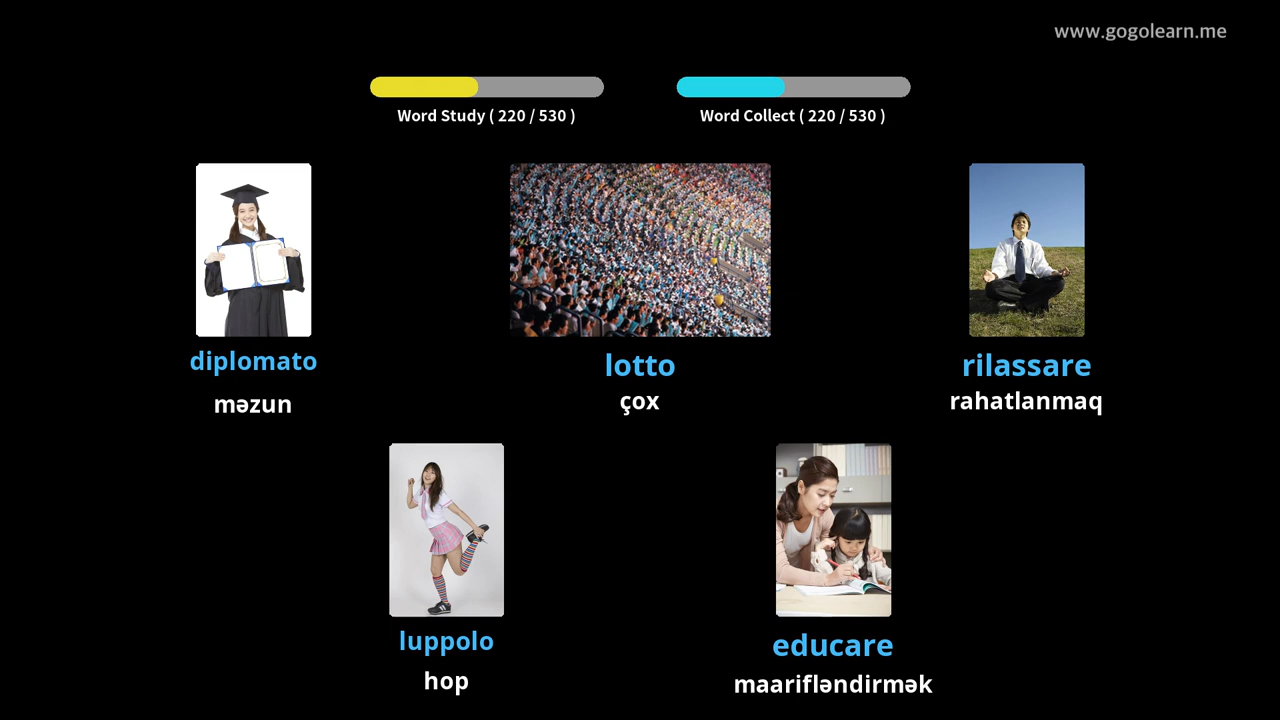 www.gogolearn.me
Word Study ( 220 / 530 )
Word Collect ( 220 / 530 )
diplomato
məzun
lotto
çox
rilassare
rahatlanmaq
luppolo
hop
educare
maarifləndirmək